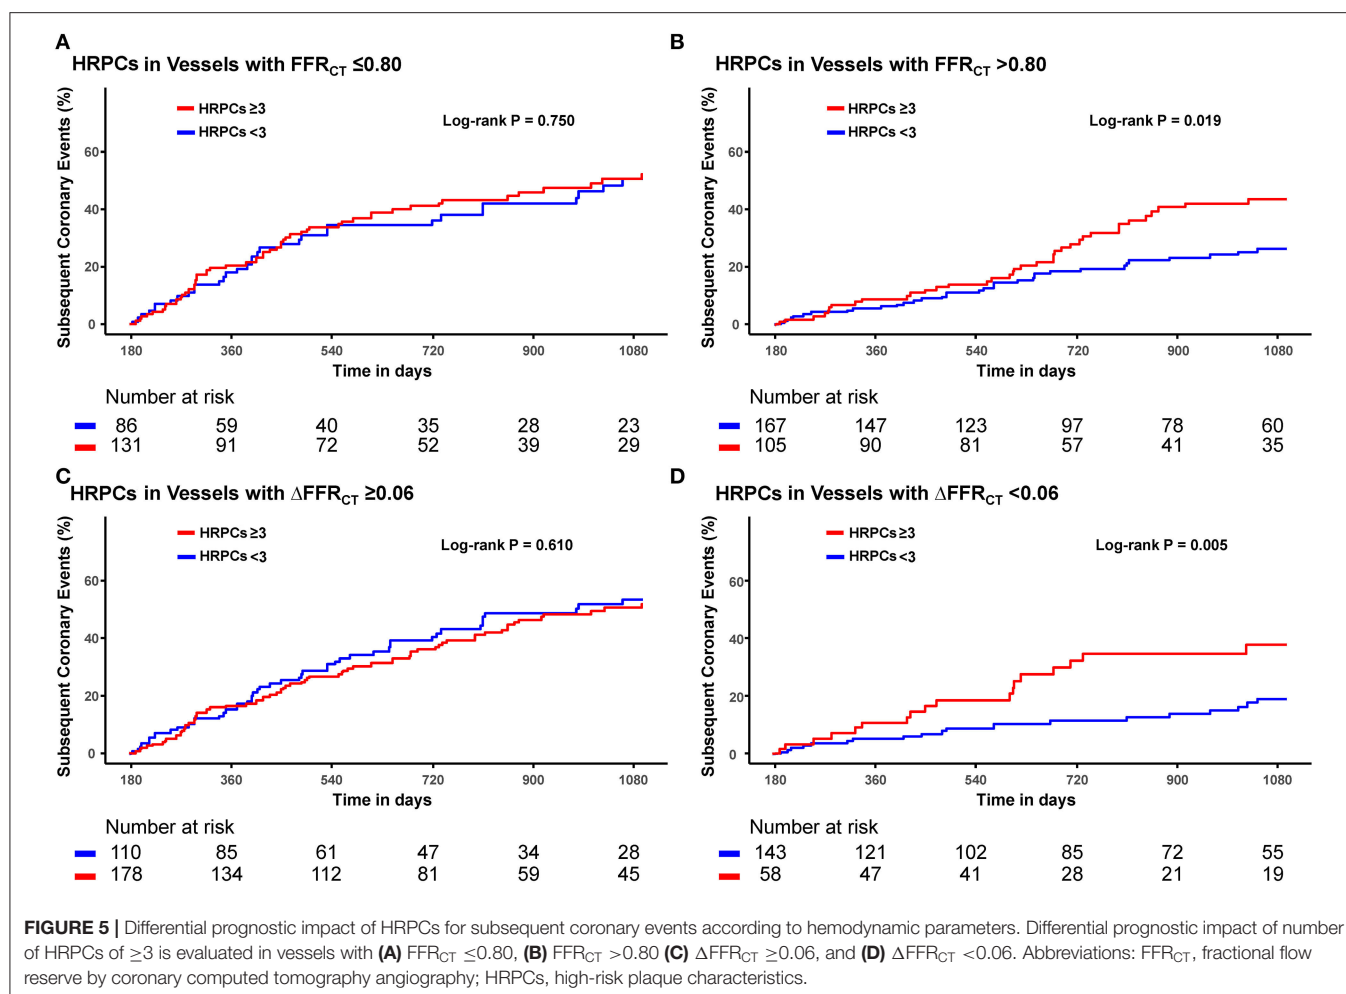 A
HRPCs in Vessels with FFRCT ≤0.80
Subsequent Coronary Events (%)
HRPCs ≥3
HRPCs <3
Log-rank P = 0.750
60
40
20
0
180 360 540 720 900 1080
Time in days
Number at risk
86 59 40 35 28 23
131 91 72 52 39 29
B
HRPCs in Vessels with FFRCT >0.80
Subsequent Coronary Events (%)
HRPCs ≥3
HRPCs <3
Log-rank P = 0.019
60
40
20
0
180 360 540 720 900 1080
Time in days
Number at risk
167 147 123 97 78 60
105 90 81 57 41 35
C
HRPCs in Vessels with ΔFFRCT ≥0.06
Subsequent Coronary Events (%)
HRPCs ≥3
HRPCs <3
Log-rank P = 0.610
60
40
20
0
180 360 540 720 900 1080
Time in days
Number at risk
110 85 61 47 34 28
178 134 112 81 59 45
D
HRPCs in Vessels with ΔFFRCT <0.06
Subsequent Coronary Events (%)
HRPCs ≥3
HRPCs <3
Log-rank P = 0.005
60
40
20
0
180 360 540 720 900 1080
Time in days
Number at risk
143 121 102 85 72 55
58 47 41 28 21 19
FIGURE 5 | Differential prognostic impact of HRPCs for subsequent coronary events according to hemodynamic parameters. Differential prognostic impact of number
of HRPCs of ≥3 is evaluated in vessels with (A) FFRCT ≤0.80, (B) FFRCT >0.80 (C) ΔFFRCT ≥0.06, and (D) ΔFFRCT <0.06. Abbreviations: FFRCT, fractional flow
reserve by coronary computed tomography angiography; HRPCs, high-risk plaque characteristics.